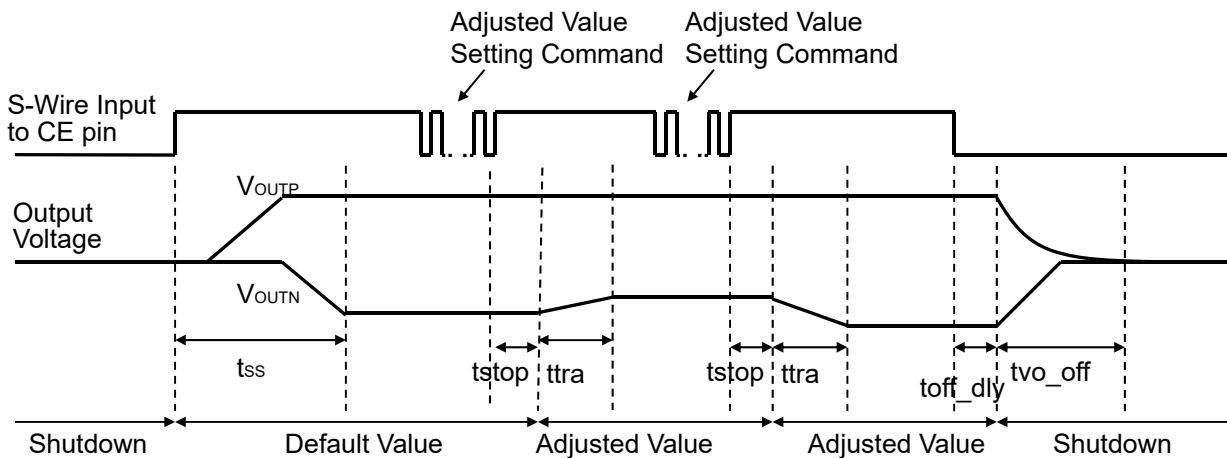 Adjusted Value
Setting Command
Adjusted Value
Setting Command
S-Wire Input
to CE pin
VOUTP
Output
Voltage
VOUTN
tSS
tstop
ttra
tstop
ttra
toff_dly
tvo_off
Shutdown
Default Value
Adjusted Value
Adjusted Value
Shutdown